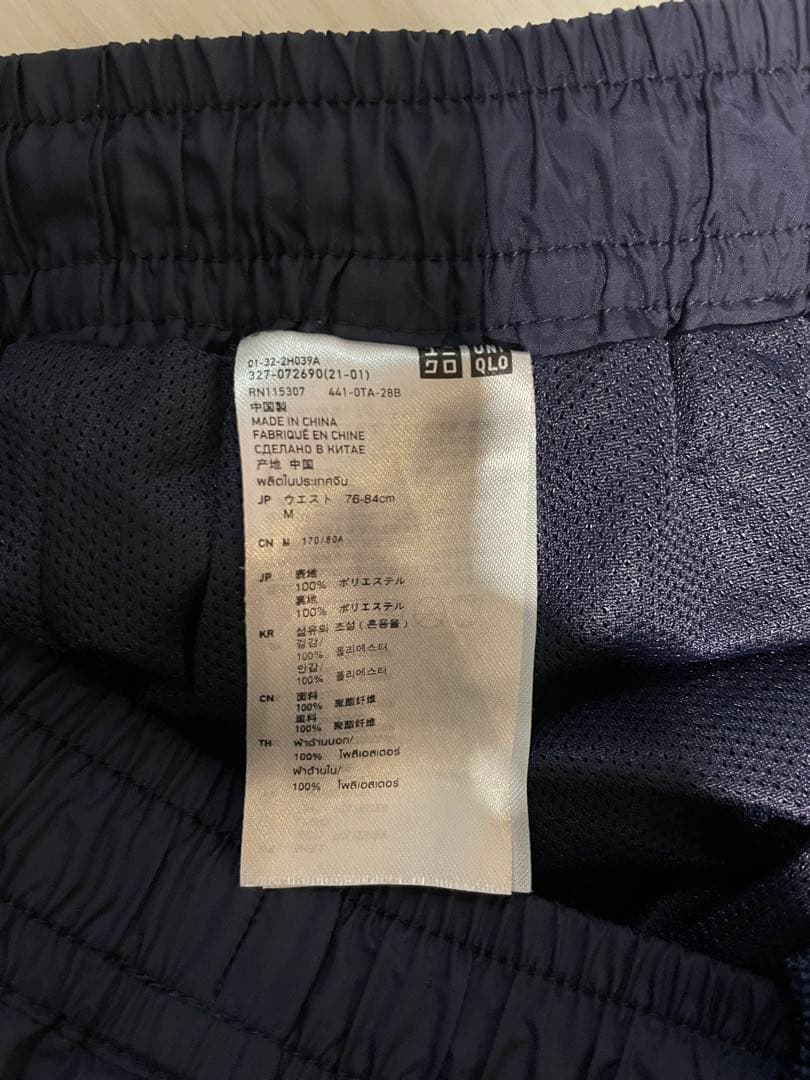 01-32-2H039A
327-072690(21-01)
RN115307 441-0TA-28B
ユニ
クロ
UNI
QLO
中国製
MADE IN CHINA
FABRIQUÉ EN CHINE
СДЕЛАНО В КИТАЕ
产地 中国
ผลิตในประเทศจีน
JP ウエスト 76-84cm
M
CN M 170/80A
JP 表地
100% ポリエステル
裏地
100% ポリエステル
KR 섬유의 조성(혼용율)
겉감/
100% 폴리에스터
안감/
100% 폴리에스터
CN 面料
100% 聚酯纤维
里料
100% 聚酯纤维
TH ผ้าด้านนอก/
100% โพลิเอสเตอร์
ผ้าด้านใน/
100% โพลิเอสเตอร์